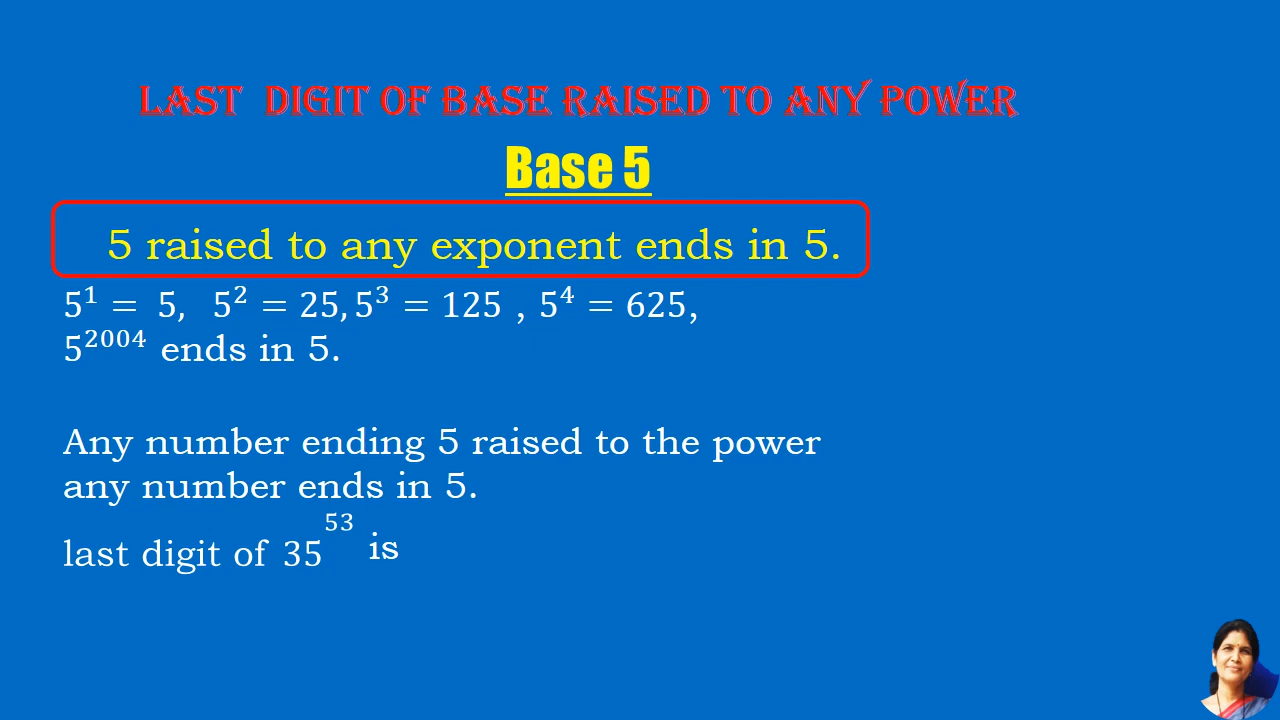 LAST DIGIT OF BASE RAISED TO ANY POWER
Base 5
5 raised to any exponent ends in 5.
5¹ = 5, 5² = 25, 5³ = 125 , 5⁴ = 625,
5²⁰⁰⁴ ends in 5.
Any number ending 5 raised to the power
any number ends in 5.
last digit of 35⁵³ is